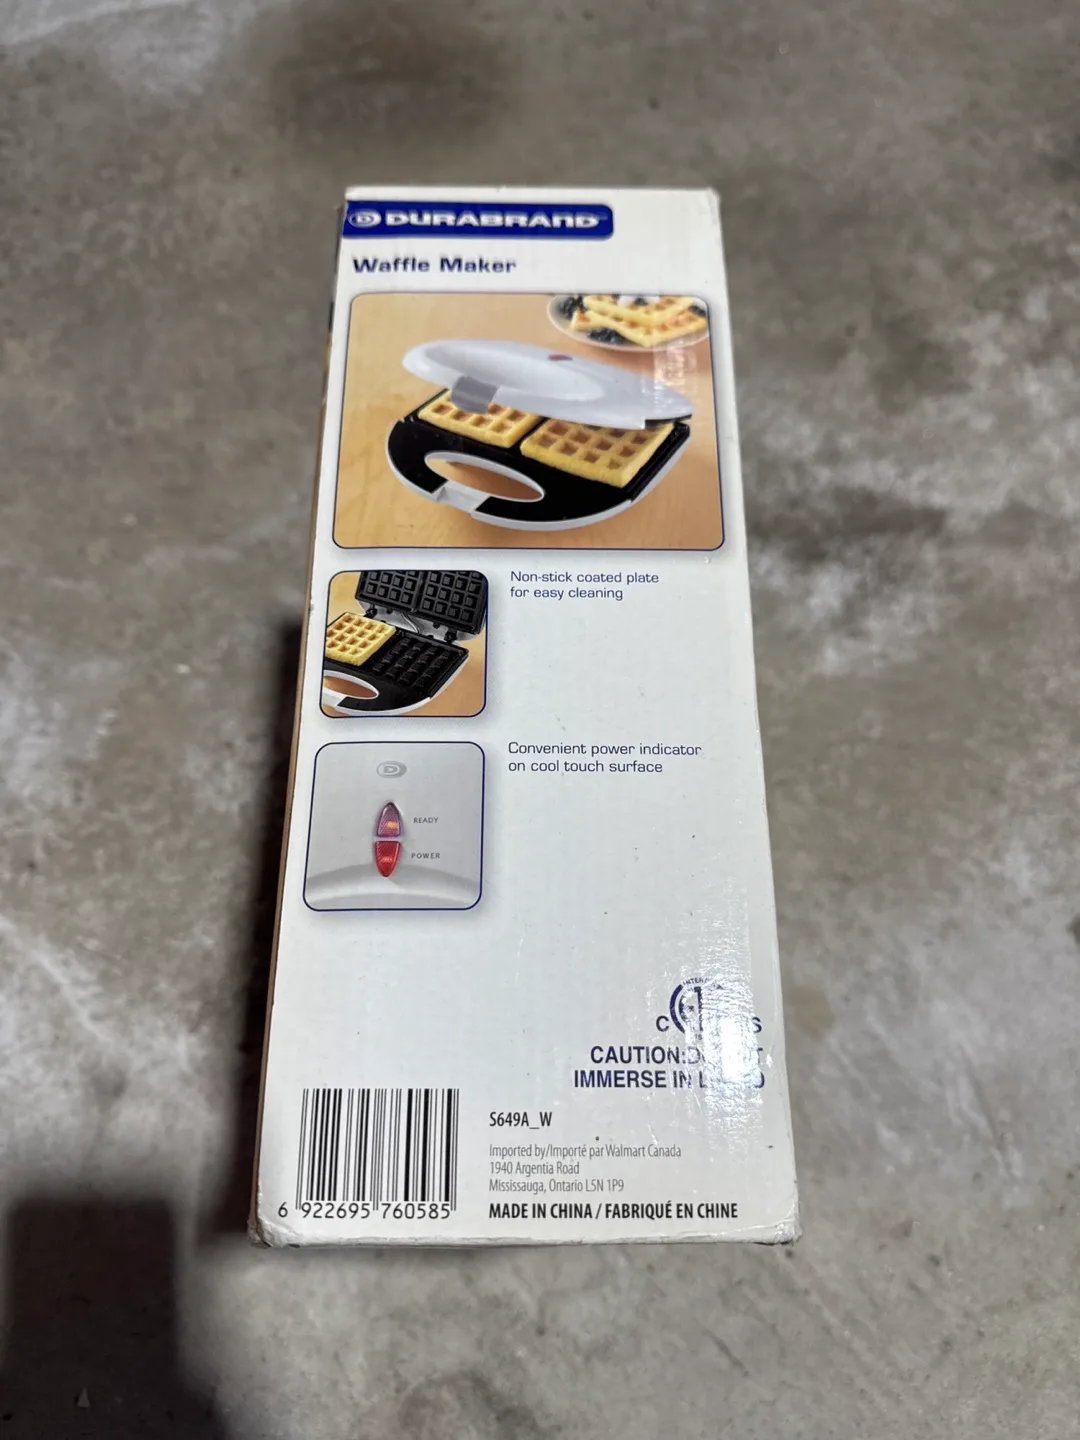 DURABRAND
Waffle Maker
Non-stick coated plate
for easy cleaning
Convenient power indicator
on cool touch surface
READY
POWER
CAUTION:
IMMERSE IN
S649A_W
Imported by/Importé par Walmart Canada
1940 Argentia Road
Mississauga, Ontario L5N 1P9
MADE IN CHINA / FABRIQUÉ EN CHINE
6 922695 760585